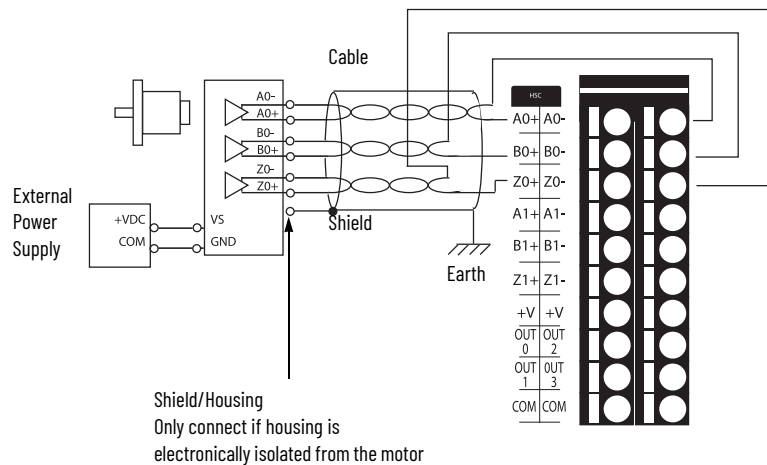 Cable
A0-
A0+
B0-
B0+
Z0-
Z0+
External
Power
Supply
+VDC
COM
VS
GND
Shield
Earth
HSC
A0+ A0-
B0+ B0-
Z0+ Z0-
A1+ A1-
B1+ B1-
Z1+ Z1-
+V +V
OUT OUT
0 2
OUT 0UT
1 3
COM COM
Shield/Housing
Only connect if housing is
electronically isolated from the motor